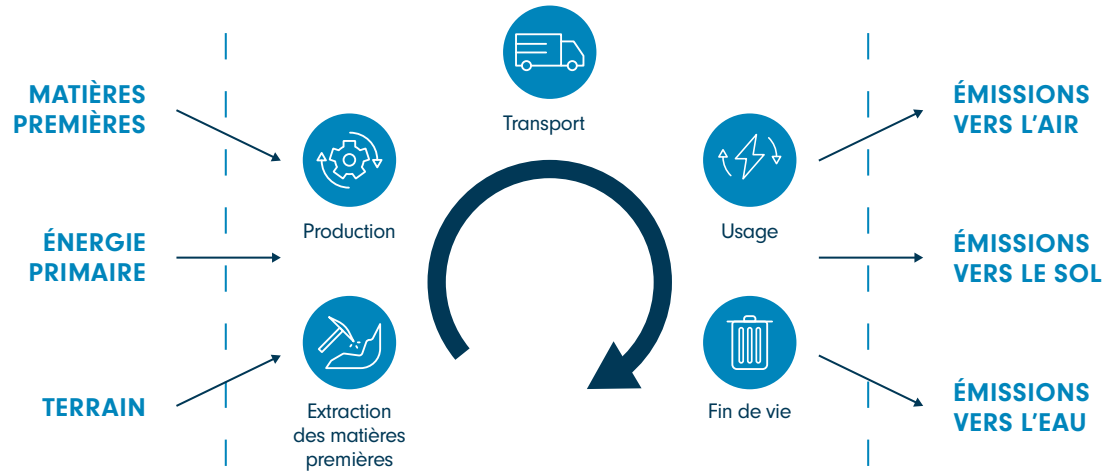 MATIÈRES
PREMIÈRES
ÉNERGIE
PRIMAIRE
TERRAIN
Transport
Production
Extraction
des matières
premières
Usage
Fin de vie
ÉMISSIONS
VERS L'AIR
ÉMISSIONS
VERS LE SOL
ÉMISSIONS
VERS L'EAU